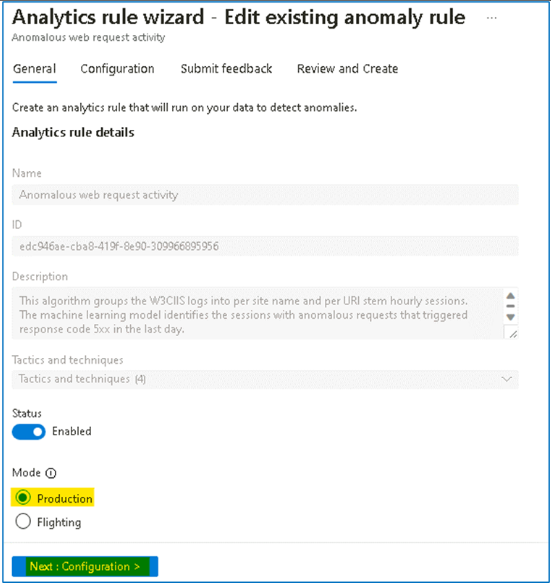 Analytics rule wizard - Edit existing anomaly rule ...
Anomalous web request activity
General Configuration Submit feedback Review and Create
Create an analytics rule that will run on your data to detect anomalies.
Analytics rule details
Name
Anomalous web request activity
ID
edc946ae-cba8-419f-8e90-309966895956
Description
This algorithm groups the W3CIIS logs into per site name and per URI stem hourly sessions.
The machine learning model identifies the sessions with anomalous requests that triggered
response code 5xx in the last day.
Tactics and techniques
Tactics and techniques (4)
Status
Enabled
Mode
Production
Flighting
Next : Configuration >